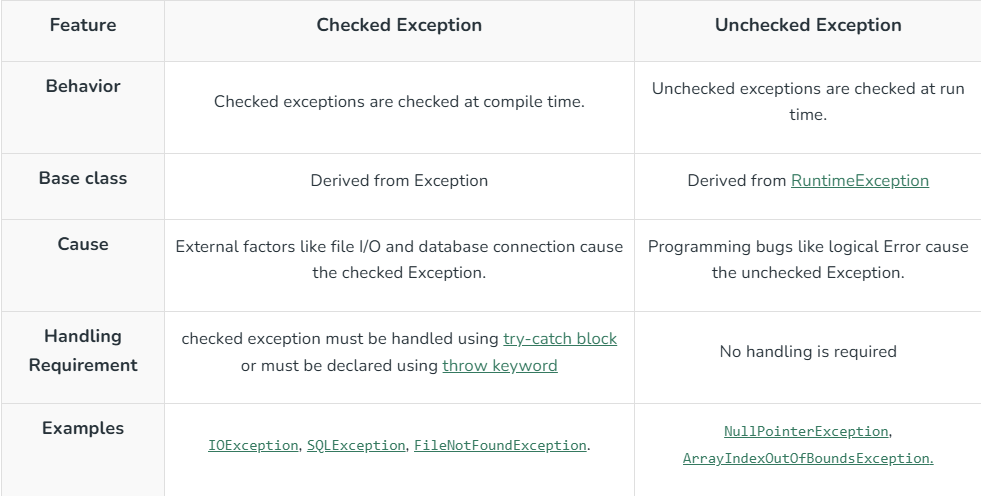 Feature
Checked Exception
Unchecked Exception
Behavior
Checked exceptions are checked at compile time.
Unchecked exceptions are checked at run
time.
Base class
Derived from Exception
Derived from RuntimeException
Cause
External factors like file I/O and database connection cause
the checked Exception.
Programming bugs like logical Error cause
the unchecked Exception.
Handling
Requirement
checked exception must be handled using try-catch block
or must be declared using throw keyword
No handling is required
Examples
IOException, SQLException, FileNotFoundException.
NullPointerException,
ArrayIndexOutOfBoundsException.